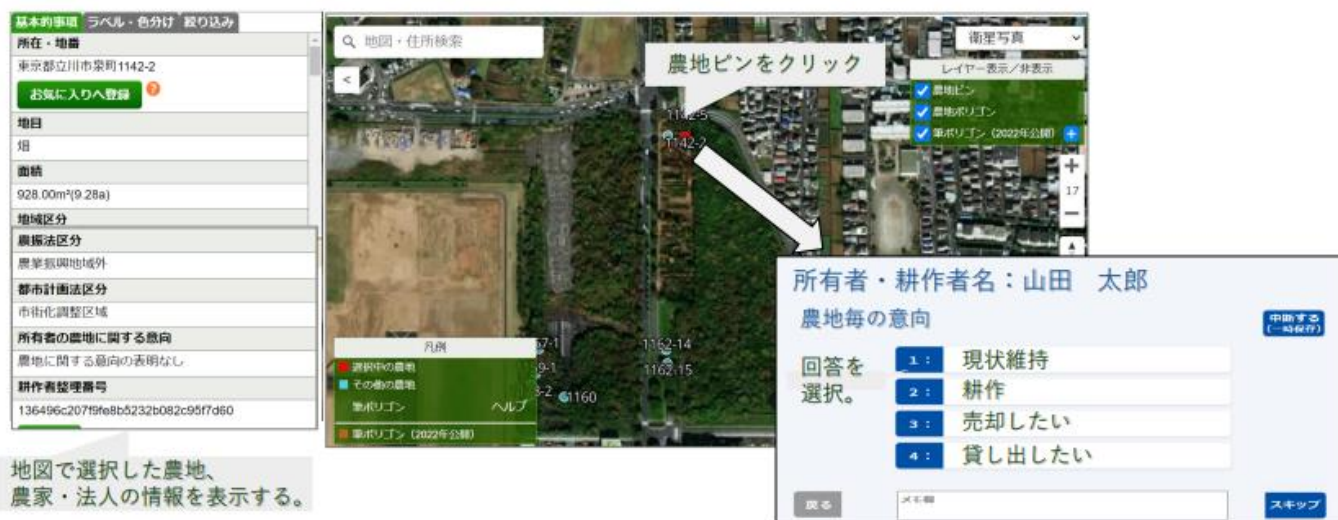 基本的事項 ラベル・色分け 絞り込み
所在・地番
東京都立川市栄町1142-2
お気に入りへ登録 ?
地目
畑
面積
928.00m²(9.28a)
地域区分
農振法区分
農業振興地域外
都市計画法区分
市街化調整区域
所有者の農地に関する意向
農地に関する意向の表明なし
耕作者整理番号
136496c207f9fe8b5232b082c95f7d60
地図で選択した農地、
農家・法人の情報を表示する。
地図・住所検索
<
農地ピンをクリック
衛星写真
レイヤー表示/非表示
農地ピン
農地ポリゴン
筆ポリゴン（2022年公開） +
+
17
−
1142-5
1142-2
1162-14
1162-15
1160
凡例
選択中の農地
その他の農地
筆ポリゴン ヘルプ
筆ポリゴン（2022年公開）
所有者・耕作者名：山田 太郎
農地毎の意向
中断する
(一時保存)
回答を
選択。
1： 現状維持
2： 耕作
3： 売却したい
4： 貸し出したい
戻る
メモ欄
スキップ